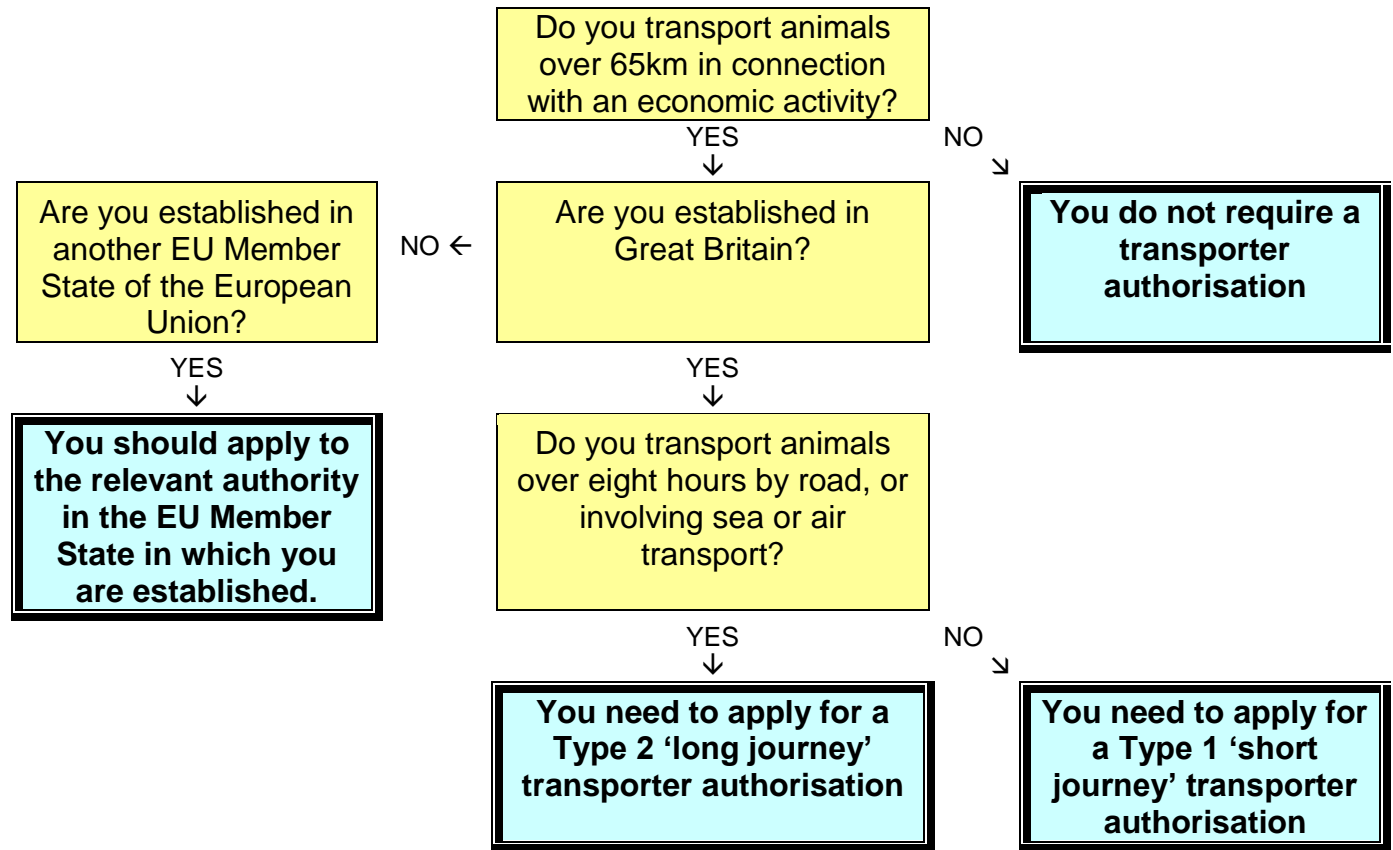 Do you transport animals
over 65km in connection
with an economic activity?
YES
↓
NO
↘
Are you established in
another EU Member
State of the European
Union?
NO ←
Are you established in
Great Britain?
You do not require a
transporter
authorisation
YES
↓
YES
↓
You should apply to
the relevant authority
in the EU Member
State in which you
are established.
Do you transport animals
over eight hours by road, or
involving sea or air
transport?
YES
↓
NO
↘
You need to apply for a
Type 2 ‘long journey’
transporter authorisation
You need to apply for
a Type 1 ‘short
journey’ transporter
authorisation